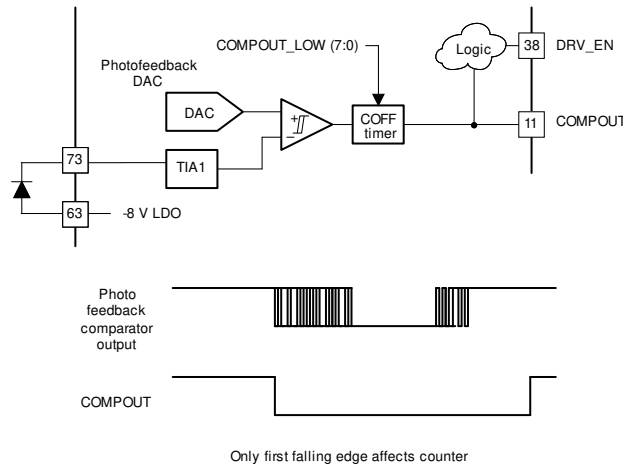 COMPOUT_LOW (7:0)
Logic
38
DRV_EN
Photofeedback
DAC
DAC
+
–
COFF
timer
11
COMPOUT
73
TIA1
63
-8 V LDO
Photo
feedback
comparator
output
COMPOUT
Only first falling edge affects counter